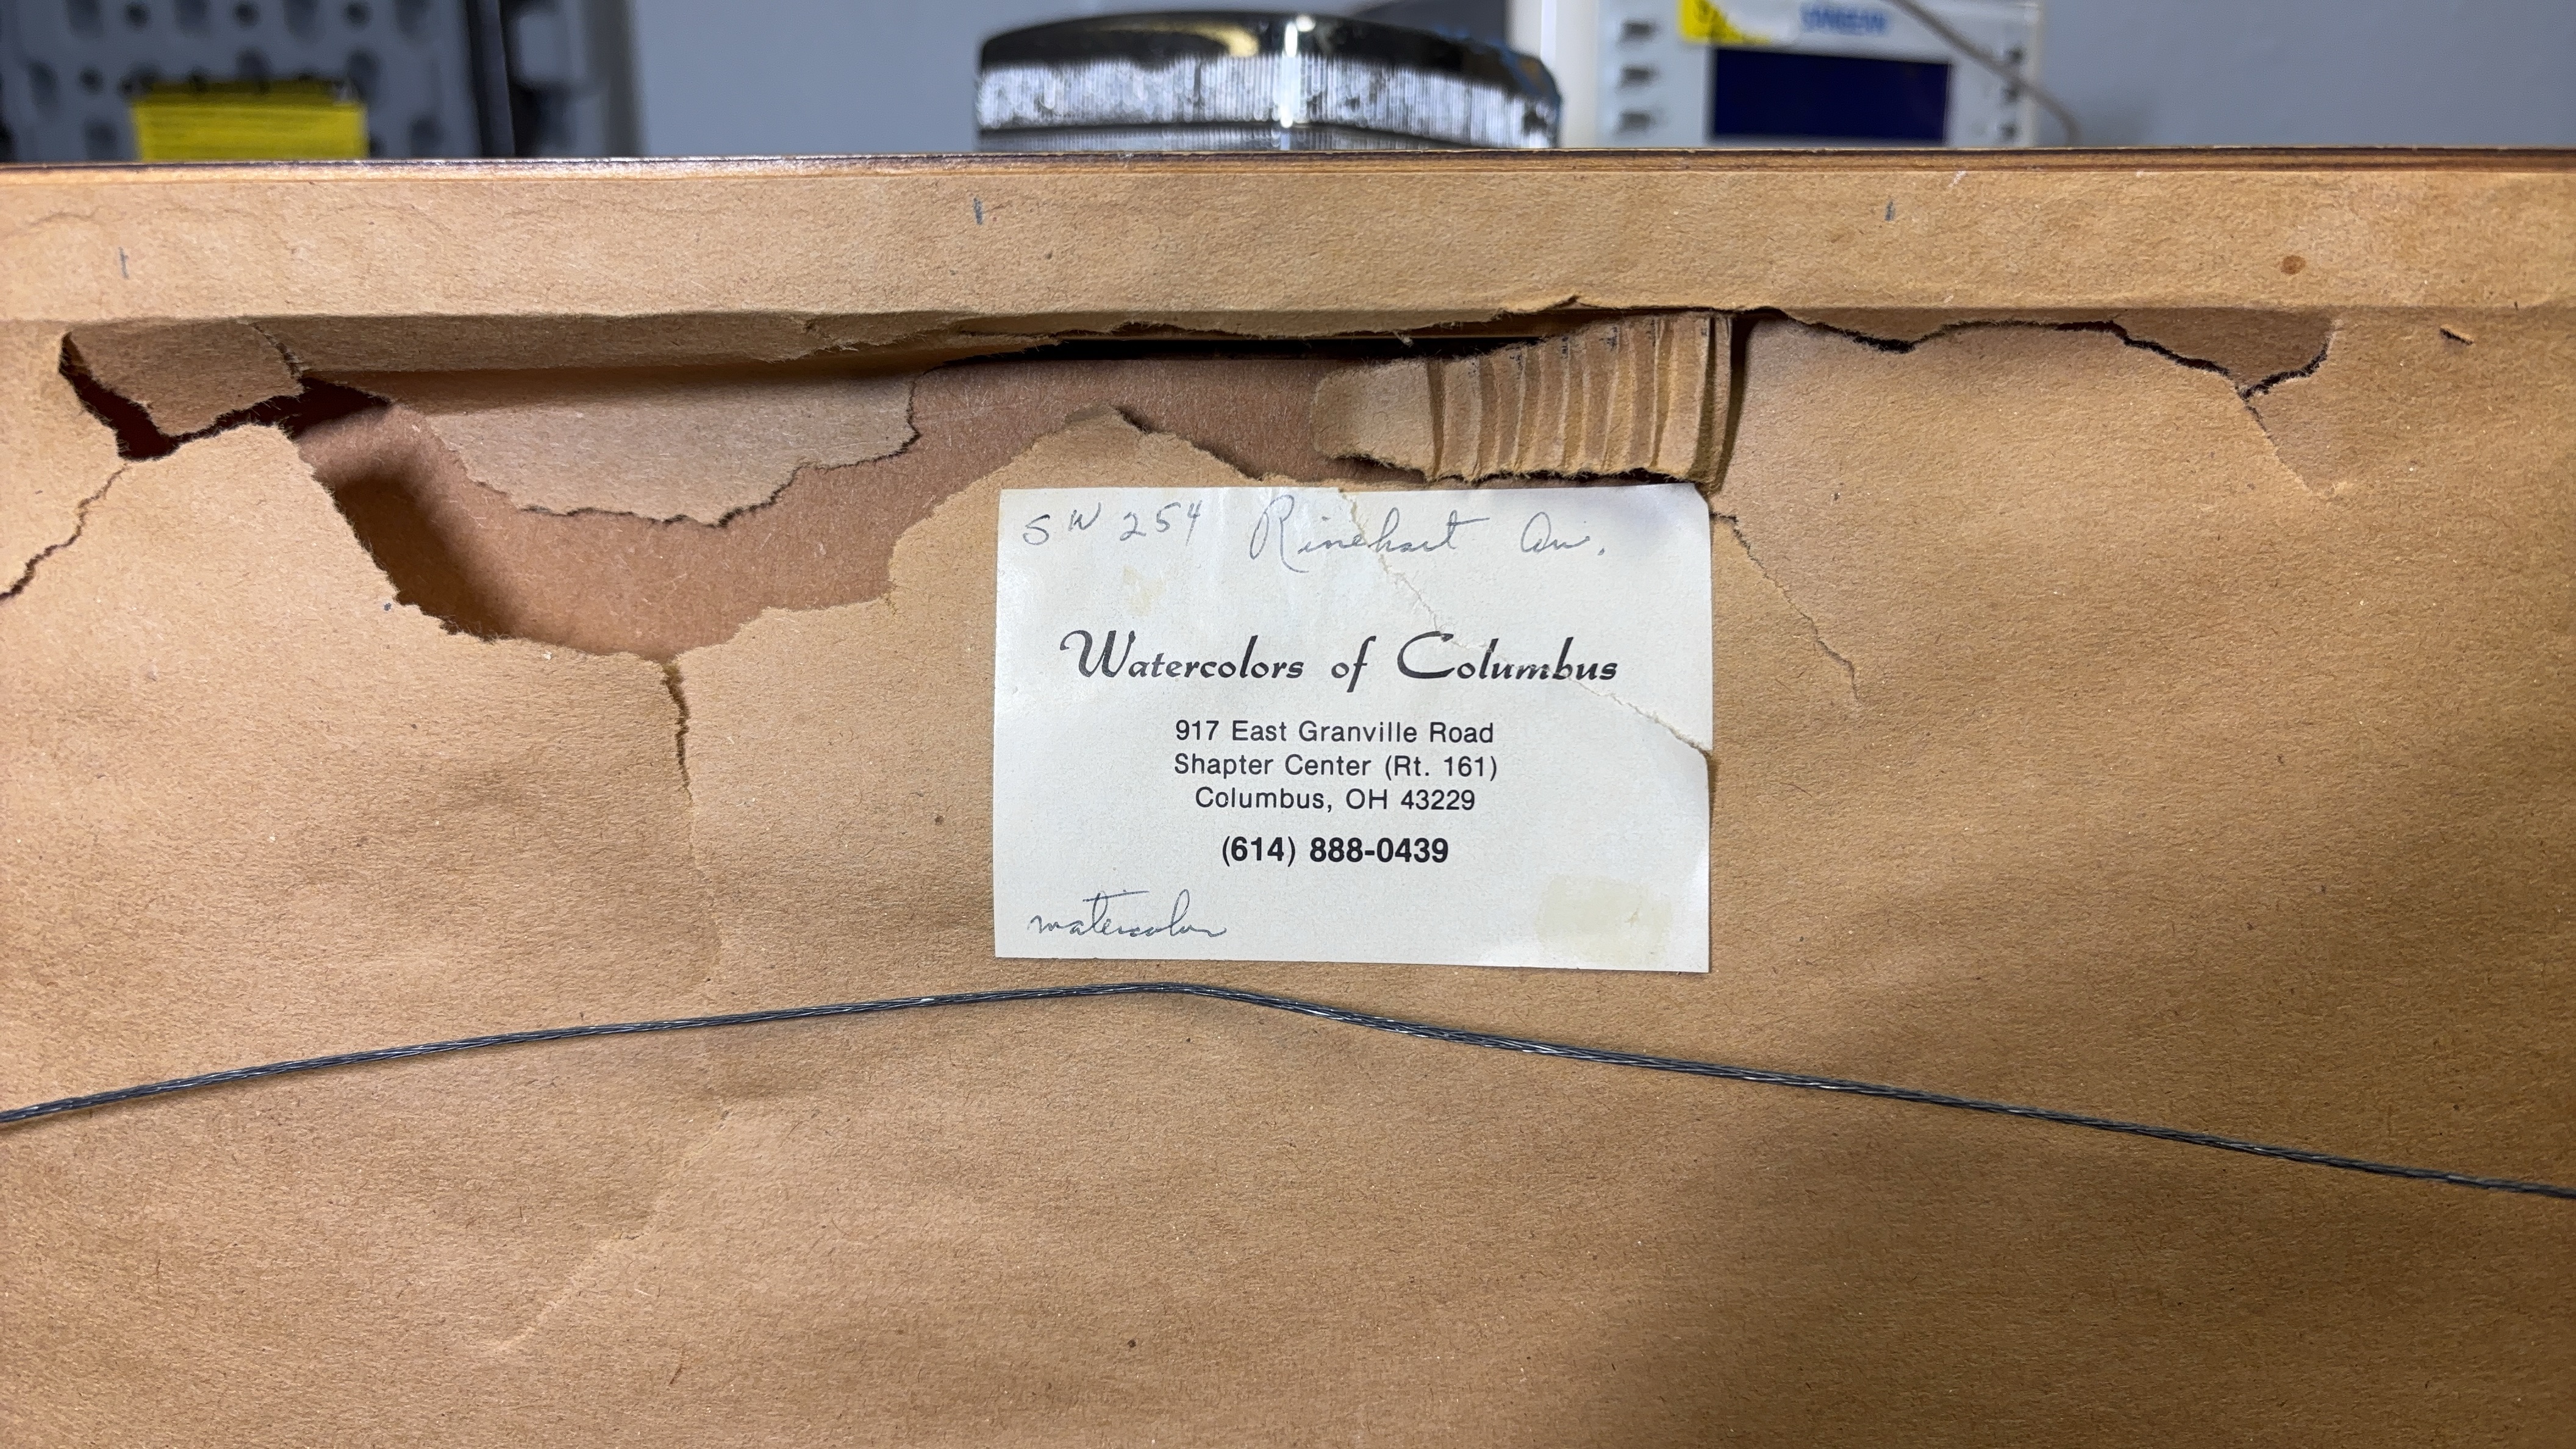 SW 254 Rinehart Av.
Watercolors of Columbus
917 East Granville Road
Shapter Center (Rt. 161)
Columbus, OH 43229
(614) 888-0439
watercolor